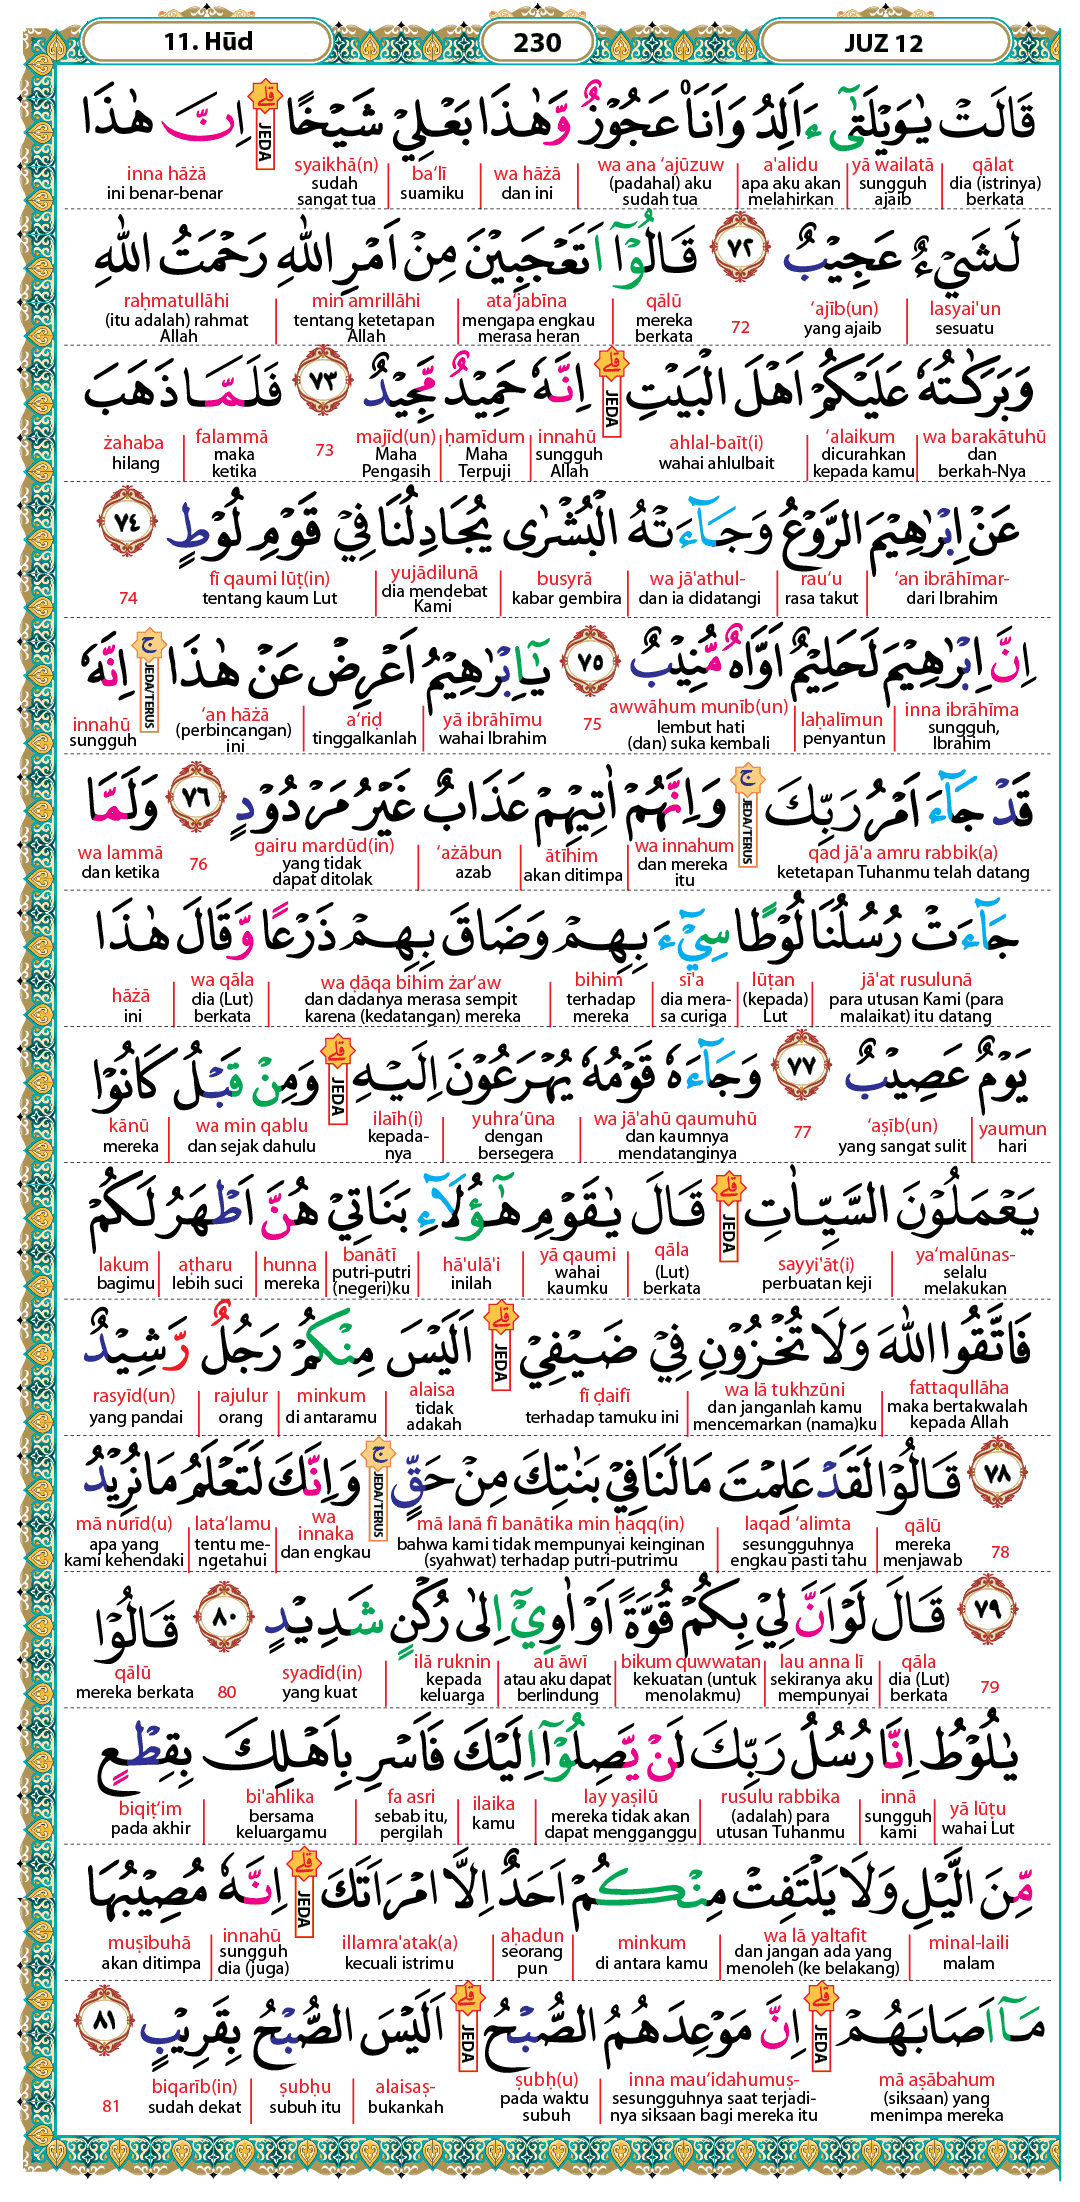 11. Hūd 230 JUZ 12
قَالَتْ يٰوَيْلَتٰٓى ءَاَلِدُ وَاَنَا۠ عَجُوْزٌ وَّهٰذَا بَعْلِيْ شَيْخًا ۗ اِنَّ هٰذَا
JEDA
qālat yā wailatā a'alidu wa ana ‘ajūzuw wa hāżā ba‘lī syaikhā(n) inna hāżā
dia (istrinya) berkata sungguh ajaib apa aku akan melahirkan (padahal) aku sudah tua dan ini suamiku sudah sangat tua ini benar-benar
لَشَيْءٌ عَجِيْبٌ ٧٢ قَالُوْٓا اَتَعْجَبِيْنَ مِنْ اَمْرِ اللّٰهِ رَحْمَتُ اللّٰهِ
lasyai'un ‘ajīb(un) 72 qālū ata‘jabīna min amrillāhi raḥmatullāhi
sesuatu yang ajaib mereka berkata mengapa engkau merasa heran tentang ketetapan Allah (itu adalah) rahmat Allah
وَبَرَكٰتُهٗ عَلَيْكُمْ اَهْلَ الْبَيْتِ ۗ اِنَّهٗ حَمِيْدٌ مَّجِيْدٌ ٧٣ فَلَمَّا ذَهَبَ
JEDA
wa barakātuhū ‘alaikum ahlal-baīt(i) innahū ḥamīdum majīd(un) 73 falammā żahaba
dan berkah-Nya dicurahkan kepada kamu wahai ahlulbait sungguh Allah Maha Terpuji Maha Pengasih maka ketika hilang
عَنْ اِبْرٰهِيْمَ الرَّوْعُ وَجَاۤءَتْهُ الْبُشْرٰى يُجَادِلُنَا فِيْ قَوْمِ لُوْطٍ ٧٤
‘an ibrāhīmar- rau‘u wa jā'athul- busyrā yujādilunā fī qaumi lūṭ(in) 74
dari Ibrahim rasa takut dan ia didatangi kabar gembira dia mendebat Kami tentang kaum Lut
اِنَّ اِبْرٰهِيْمَ لَحَلِيْمٌ اَوَّاهٌ مُّنِيْبٌ ٧٥ يٰٓاِبْرٰهِيْمُ اَعْرِضْ عَنْ هٰذَا ۚ اِنَّهٗ
JEDA/TERUS
inna ibrāhīma laḥalīmun awwāhum munīb(un) 75 yā ibrāhīmu a‘riḍ ‘an hāżā innahū
sungguh, Ibrahim penyantun lembut hati (dan) suka kembali wahai Ibrahim tinggalkanlah (perbincangan) ini sungguh
قَدْ جَاۤءَ اَمْرُ رَبِّكَ ۚ وَاِنَّهُمْ اٰتِيْهِمْ عَذَابٌ غَيْرُ مَرْدُوْدٍ ٧٦ وَلَمَّا
JEDA/TERUS
qad jā'a amru rabbik(a) wa innahum ātīhim ‘ażābun gairu mardūd(in) 76 wa lammā
ketetapan Tuhanmu telah datang dan mereka itu akan ditimpa azab yang tidak dapat ditolak dan ketika
جَاۤءَتْ رُسُلُنَا لُوْطًا سِيْۤءَ بِهِمْ وَضَاقَ بِهِمْ ذَرْعًا وَّقَالَ هٰذَا
jā'at rusulunā lūṭan sī'a bihim wa ḍāqa bihim żar‘aw wa qāla hāżā
para utusan Kami (para malaikat) itu datang (kepada) Lut dia mera-sa curiga terhadap mereka dan dadanya merasa sempit karena (kedatangan) mereka dia (Lut) berkata ini
يَوْمٌ عَصِيْبٌ ٧٧ وَجَاۤءَهٗ قَوْمُهٗ يُهْرَعُوْنَ اِلَيْهِ ۗ وَمِنْ قَبْلُ كَانُوْا
JEDA
yaumun ‘aṣīb(un) 77 wa jā'ahū qaumuhū yuhra‘ūna ilaīh(i) wa min qablu kānū
hari yang sangat sulit dan kaumnya mendatanginya dengan bersegera kepada-nya dan sejak dahulu mereka
يَعْمَلُوْنَ السَّيِّاٰتِ ۗ قَالَ يٰقَوْمِ هٰٓؤُلَاۤءِ بَنَاتِيْ هُنَّ اَطْهَرُ لَكُمْ
JEDA
ya‘malūnas- sayyi'āt(i) qāla yā qaumi hā'ulā'i banātī hunna aṭharu lakum
selalu melakukan perbuatan keji (Lut) berkata wahai kaumku inilah putri-putri (negeri)ku mereka lebih suci bagimu
فَاتَّقُوا اللّٰهَ وَلَا تُخْزُوْنِ فِيْ ضَيْفِيْ ۗ اَلَيْسَ مِنْكُمْ رَجُلٌ رَّشِيْدٌ
JEDA
fattaqullāha wa lā tukhzūni fī ḍaifī alaisa minkum rajulur rasyīd(un)
maka bertakwalah kepada Allah dan janganlah kamu mencemarkan (nama)ku terhadap tamuku ini tidak adakah di antaramu orang yang pandai
٧٨ قَالُوْا لَقَدْ عَلِمْتَ مَا لَنَا فِيْ بَنٰتِكَ مِنْ حَقٍّ ۚ وَاِنَّكَ لَتَعْلَمُ مَا نُرِيْدُ
JEDA/TERUS
78 qālū laqad ‘alimta mā lanā fī banātika min ḥaqq(in) wa innaka lata‘lamu mā nurīd(u)
mereka menjawab sesungguhnya engkau pasti tahu bahwa kami tidak mempunyai keinginan (syahwat) terhadap putri-putrimu dan engkau tentu me-ngetahui apa yang kami kehendaki
٧٩ قَالَ لَوْ اَنَّ لِيْ بِكُمْ قُوَّةً اَوْ اٰوِيْٓ اِلٰى رُكْنٍ شَدِيْدٍ ٨٠ قَالُوْا
79 qāla lau anna lī bikum quwwatan au āwī ilā ruknin syadīd(in) 80 qālū
dia (Lut) berkata sekiranya aku mempunyai kekuatan (untuk menolakmu) atau aku dapat berlindung kepada keluarga yang kuat mereka berkata
يٰلُوْطُ اِنَّا رُسُلُ رَبِّكَ لَنْ يَّصِلُوْٓا اِلَيْكَ فَاَسْرِ بِاَهْلِكَ بِقِطْعٍ
yā lūṭu innā rusulu rabbika lay yaṣilū ilaika fa asri bi'ahlika biqiṭ‘im
wahai Lut sungguh kami (adalah) para utusan Tuhanmu mereka tidak akan dapat mengganggu kamu sebab itu, pergilah bersama keluargamu pada akhir
مِّنَ الَّيْلِ وَلَا يَلْتَفِتْ مِنْكُمْ اَحَدٌ اِلَّا امْرَاَتَكَ ۗ اِنَّهٗ مُصِيْبُهَا
JEDA
minal-laili wa lā yaltafit minkum aḥadun illamra'atak(a) innahū muṣībuhā
malam dan jangan ada yang menoleh (ke belakang) di antara kamu seorang pun kecuali istrimu sungguh dia (juga) akan ditimpa
مَآ اَصَابَهُمْ ۗ اِنَّ مَوْعِدَهُمُ الصُّبْحُ ۗ اَلَيْسَ الصُّبْحُ بِقَرِيْبٍ ٨١
JEDA JEDA
mā aṣābahum inna mau‘idahumuṣ- ṣubḥ(u) alaisaṣ- ṣubḥu biqarīb(in) 81
(siksaan) yang menimpa mereka sesungguhnya saat terjadi-nya siksaan bagi mereka itu pada waktu subuh bukankah subuh itu sudah dekat